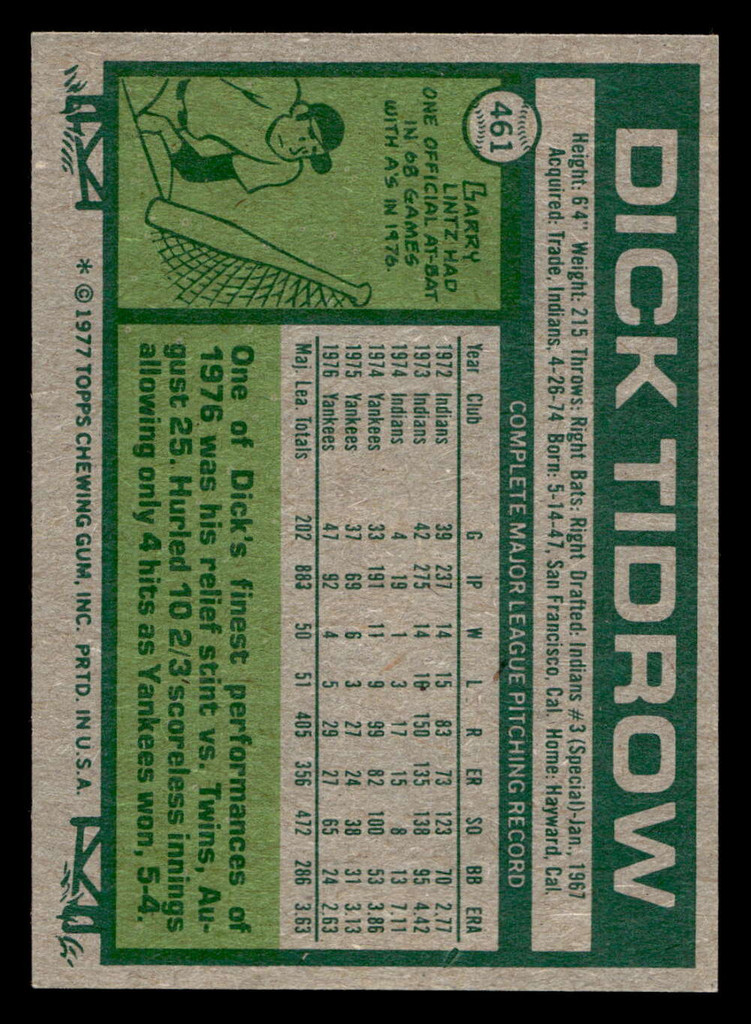 DICK TIDROW
Height: 6'4" Weight: 215 Throws: Right Bats: Right Drafted: Indians #3 (Special)-Jan., 1967
Acquired: Trade, Indians, 4-26-74 Born: 5-14-47, San Francisco, Cal. Home: Hayward, Cal.
461
COMPLETE MAJOR LEAGUE PITCHING RECORD
Year Club G IP W L R ER SO BB ERA
1972 Indians 39 237 14 15 83 73 123 70 2.77
1973 Indians 42 275 14 16 150 135 138 95 4.42
1974 Indians 4 19 1 3 17 15 8 13 7.11
1974 Yankees 33 191 11 9 99 82 100 53 3.86
1975 Yankees 37 69 6 3 27 24 38 31 3.13
1976 Yankees 47 92 4 5 29 27 65 24 2.63
Maj. Lea. Totals 202 883 50 51 405 356 472 286 3.63
GARRY
LINTZ HAD
ONE OFFICIAL AT-BAT
IN 68 GAMES
WITH A'S IN 1976.
One of Dick's finest performances of
1976 was his relief stint vs. Twins, Au-
gust 25. Hurled 10 2/3 scoreless innings
allowing only 4 hits as Yankees won, 5-4.
* © 1977 TOPPS CHEWING GUM, INC. PRTD. IN U.S.A.